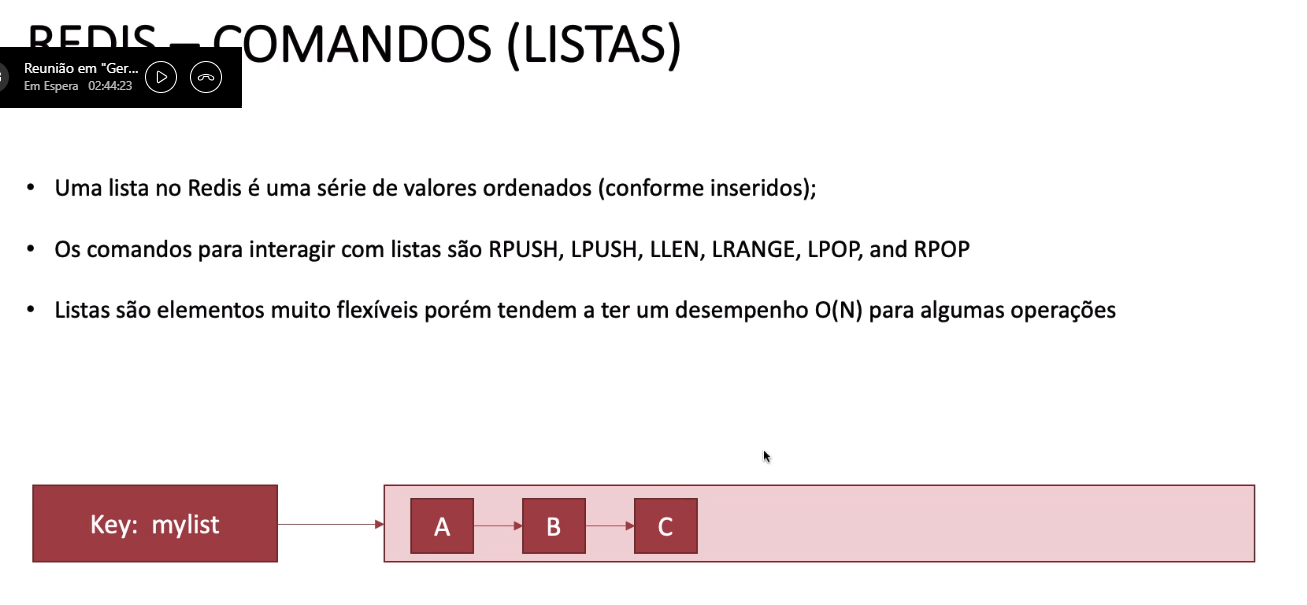 REDIS – COMANDOS (LISTAS)
Reunião em "Ger...
Em Espera 02:44:23
• Uma lista no Redis é uma série de valores ordenados (conforme inseridos);
• Os comandos para interagir com listas são RPUSH, LPUSH, LLEN, LRANGE, LPOP, and RPOP
• Listas são elementos muito flexíveis porém tendem a ter um desempenho O(N) para algumas operações
Key: mylist
A
B
C